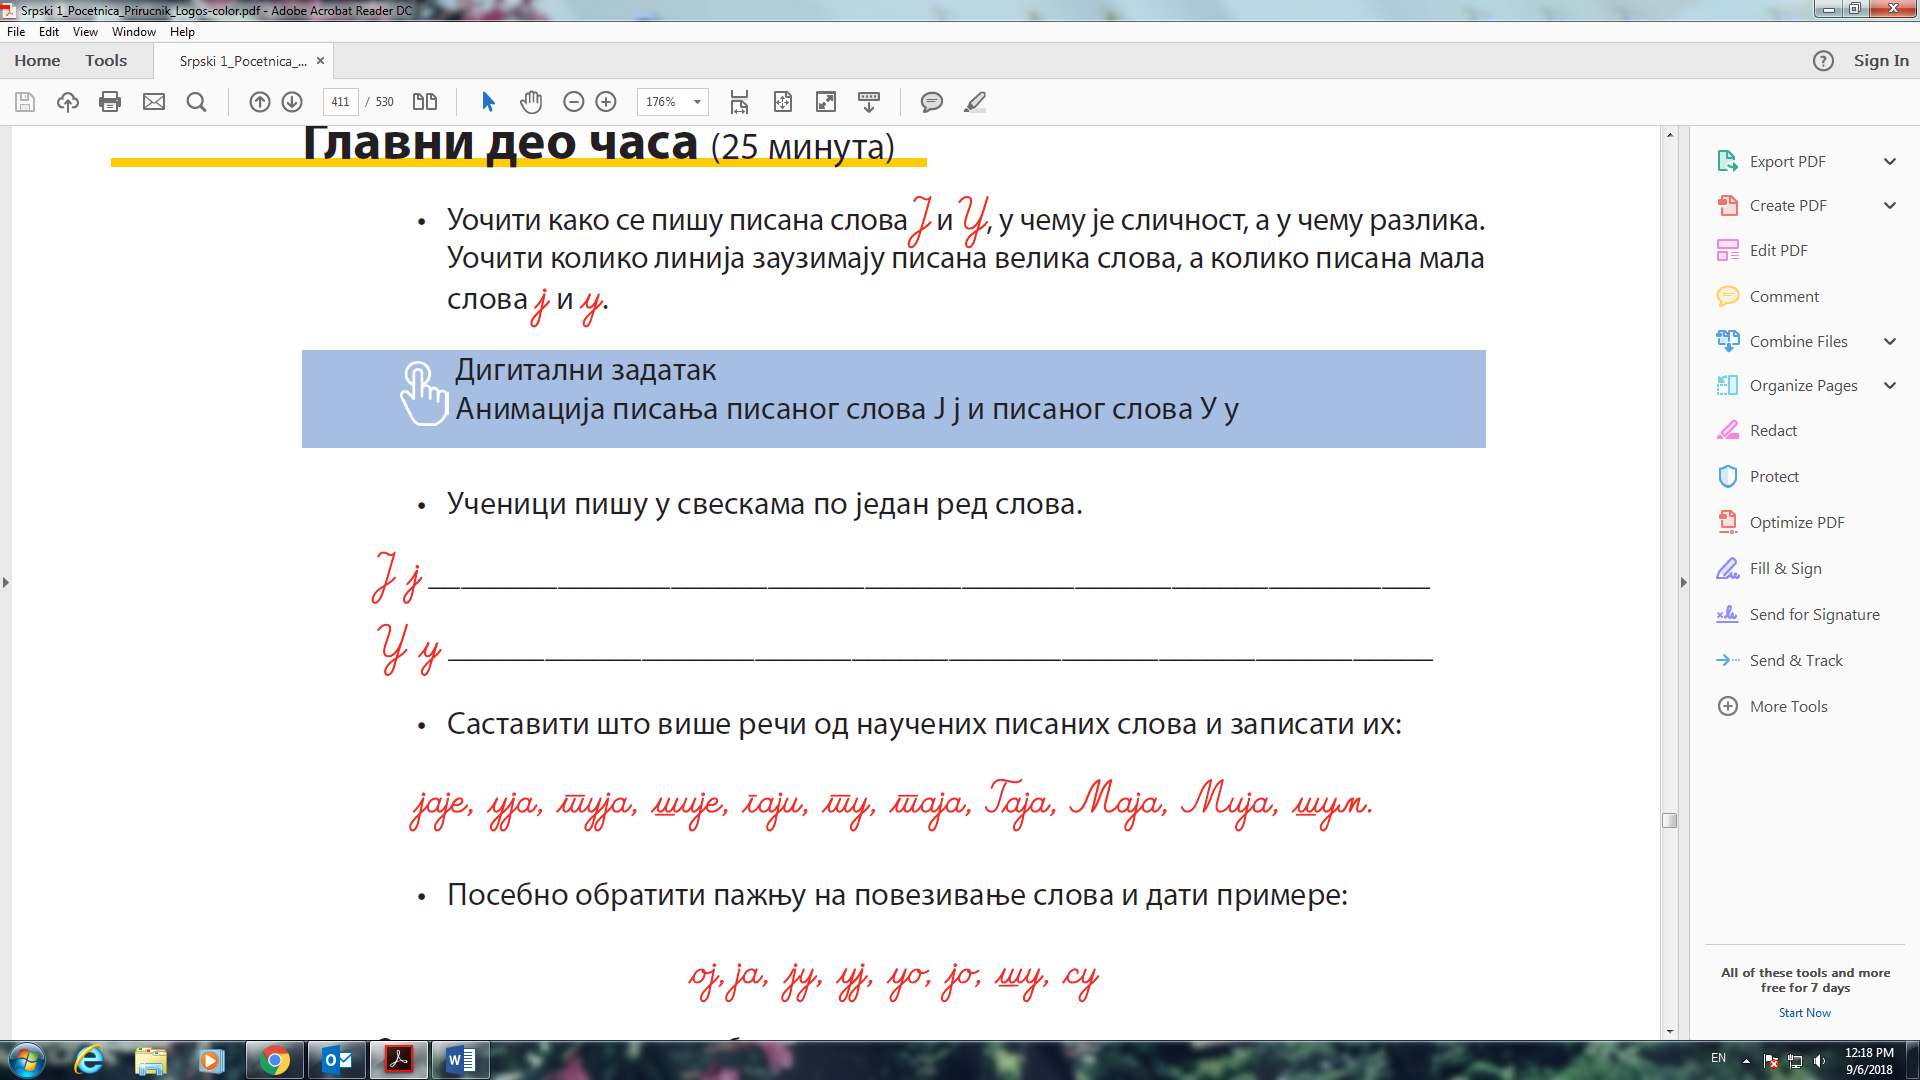 Srpski 1_Pocetnica_Prirucnik_Logos-color.pdf - Adobe Acrobat Reader DC
File Edit View Window Help
Home Tools Srpski 1_Pocetnica_... × Sign In
411 / 530 176%
Главни део часа (25 минута)
• Уочити како се пишу писана слова Ј и У, у чему је сличност, а у чему разлика.
Уочити колико линија заузимају писана велика слова, а колико писана мала
слова ј и у.
Дигитални задатак
Анимација писања писаног слова Ј ј и писаног слова У у
• Ученици пишу у свескама по један ред слова.
Ј ј
У у
• Саставити што више речи од научених писаних слова и записати их:
јаје, уја, туја, шије, гаји, ту, таја, Гаја, Маја, Мија, шум.
• Посебно обратити пажњу на повезивање слова и дати примере:
ој, ја, ју, уј, уо, јо, шу, су
Export PDF
Create PDF
Edit PDF
Comment
Combine Files
Organize Pages
Redact
Protect
Optimize PDF
Fill & Sign
Send for Signature
Send & Track
More Tools
All of these tools and more
free for 7 days
Start Now
EN
12:18 PM
9/6/2018